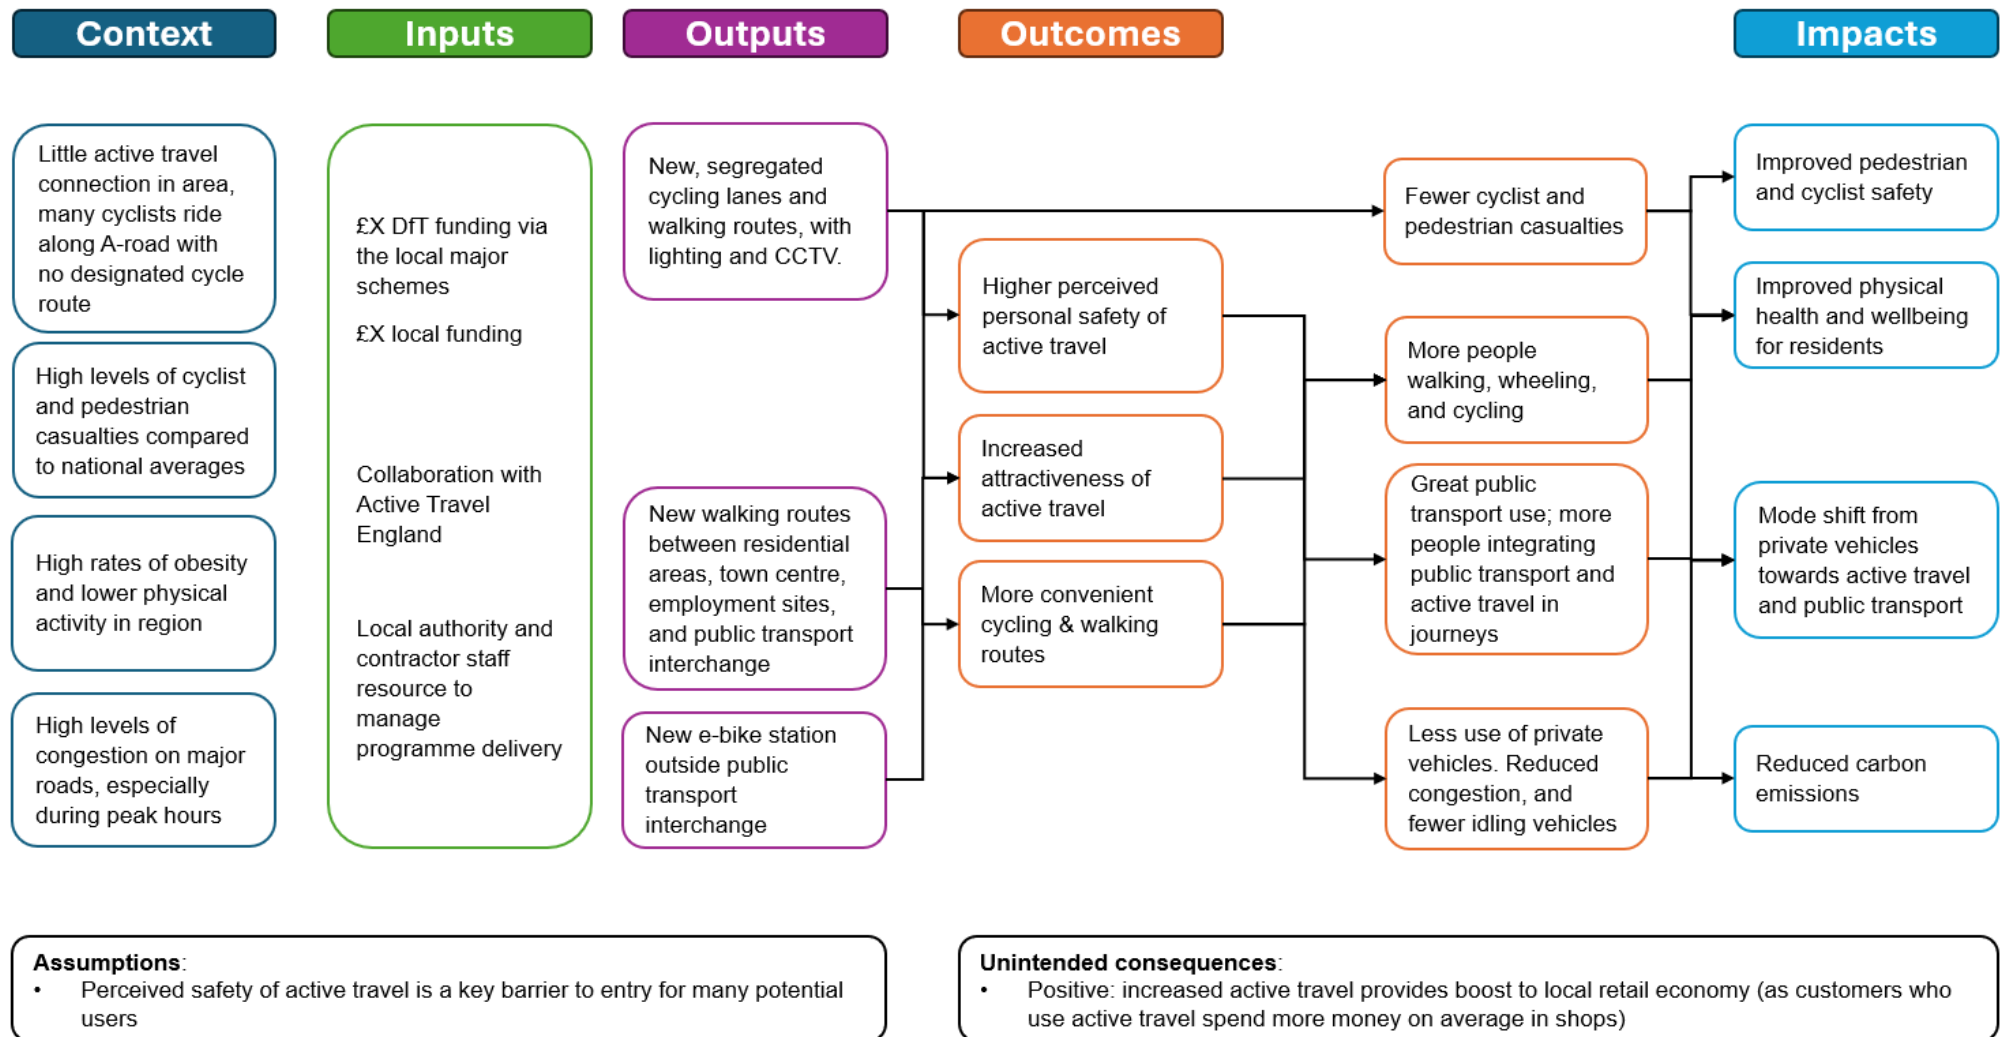 Context
Inputs
Outputs
Outcomes
Impacts
Little active travel
connection in area,
many cyclists ride
along A-road with
no designated cycle
route
High levels of cyclist
and pedestrian
casualties compared
to national averages
High rates of obesity
and lower physical
activity in region
High levels of
congestion on major
roads, especially
during peak hours
£X DfT funding via
the local major
schemes
£X local funding
Collaboration with
Active Travel
England
Local authority and
contractor staff
resource to
manage
programme delivery
New, segregated
cycling lanes and
walking routes, with
lighting and CCTV.
New walking routes
between residential
areas, town centre,
employment sites,
and public transport
interchange
New e-bike station
outside public
transport
interchange
Higher perceived
personal safety of
active travel
Increased
attractiveness of
active travel
More convenient
cycling & walking
routes
Fewer cyclist and
pedestrian casualties
More people
walking, wheeling,
and cycling
Great public
transport use; more
people integrating
public transport and
active travel in
journeys
Less use of private
vehicles. Reduced
congestion, and
fewer idling vehicles
Improved pedestrian
and cyclist safety
Improved physical
health and wellbeing
for residents
Mode shift from
private vehicles
towards active travel
and public transport
Reduced carbon
emissions
Assumptions:
• Perceived safety of active travel is a key barrier to entry for many potential
users
Unintended consequences:
• Positive: increased active travel provides boost to local retail economy (as customers who
use active travel spend more money on average in shops)